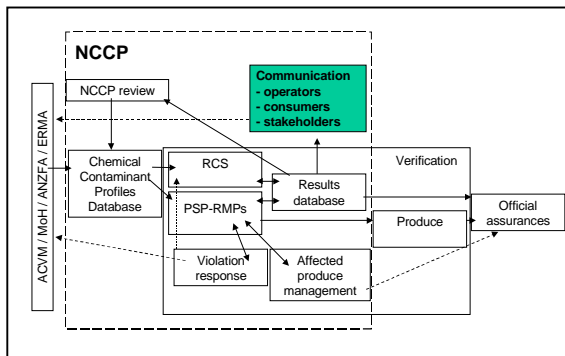 NCCP
Communication
- operators
- consumers
- stakeholders
NCCP review
ACVM / MoH / ANZFA / ERMA
Chemical
Contaminant
Profiles
Database
RCS
Verification
Results
database
PSP-RMPs
Produce
Official
assurances
Violation
response
Affected
produce
management